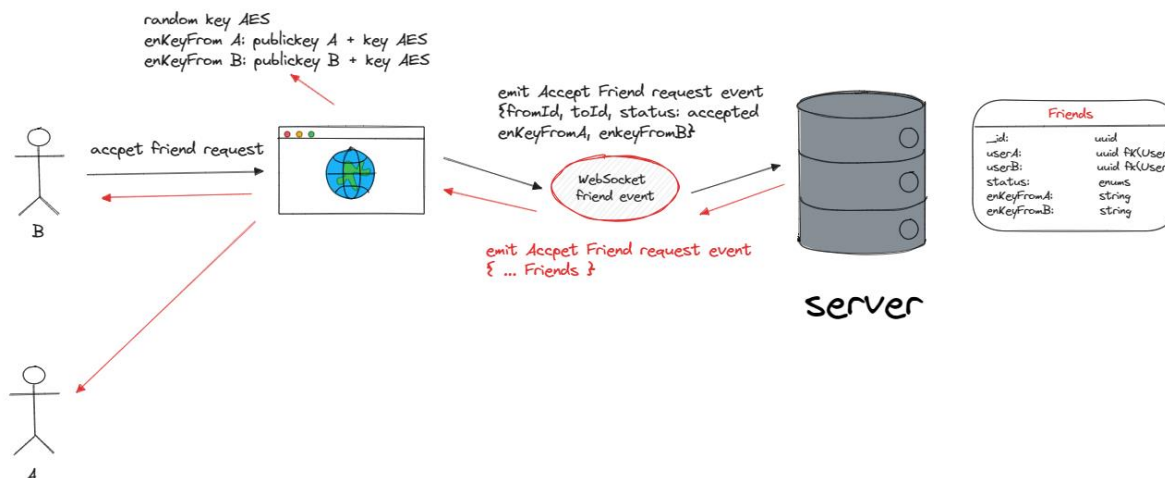 random key AES
enKeyFrom A: publickey A + key AES
enKeyFrom B: publickey B + key AES
emit Accept Friend request event
{fromId, toId, status: accepted
enKeyFromA, enkeyFromB}
accpet friend request
B
WebSocket
friend event
emit Accpet Friend request event
{ ... Friends }
server
Friends
_id: uuid
userA: uuid fk(User
userB: uuid fk(User
status: enums
enKeyFromA: string
enKeyFromB: string
A